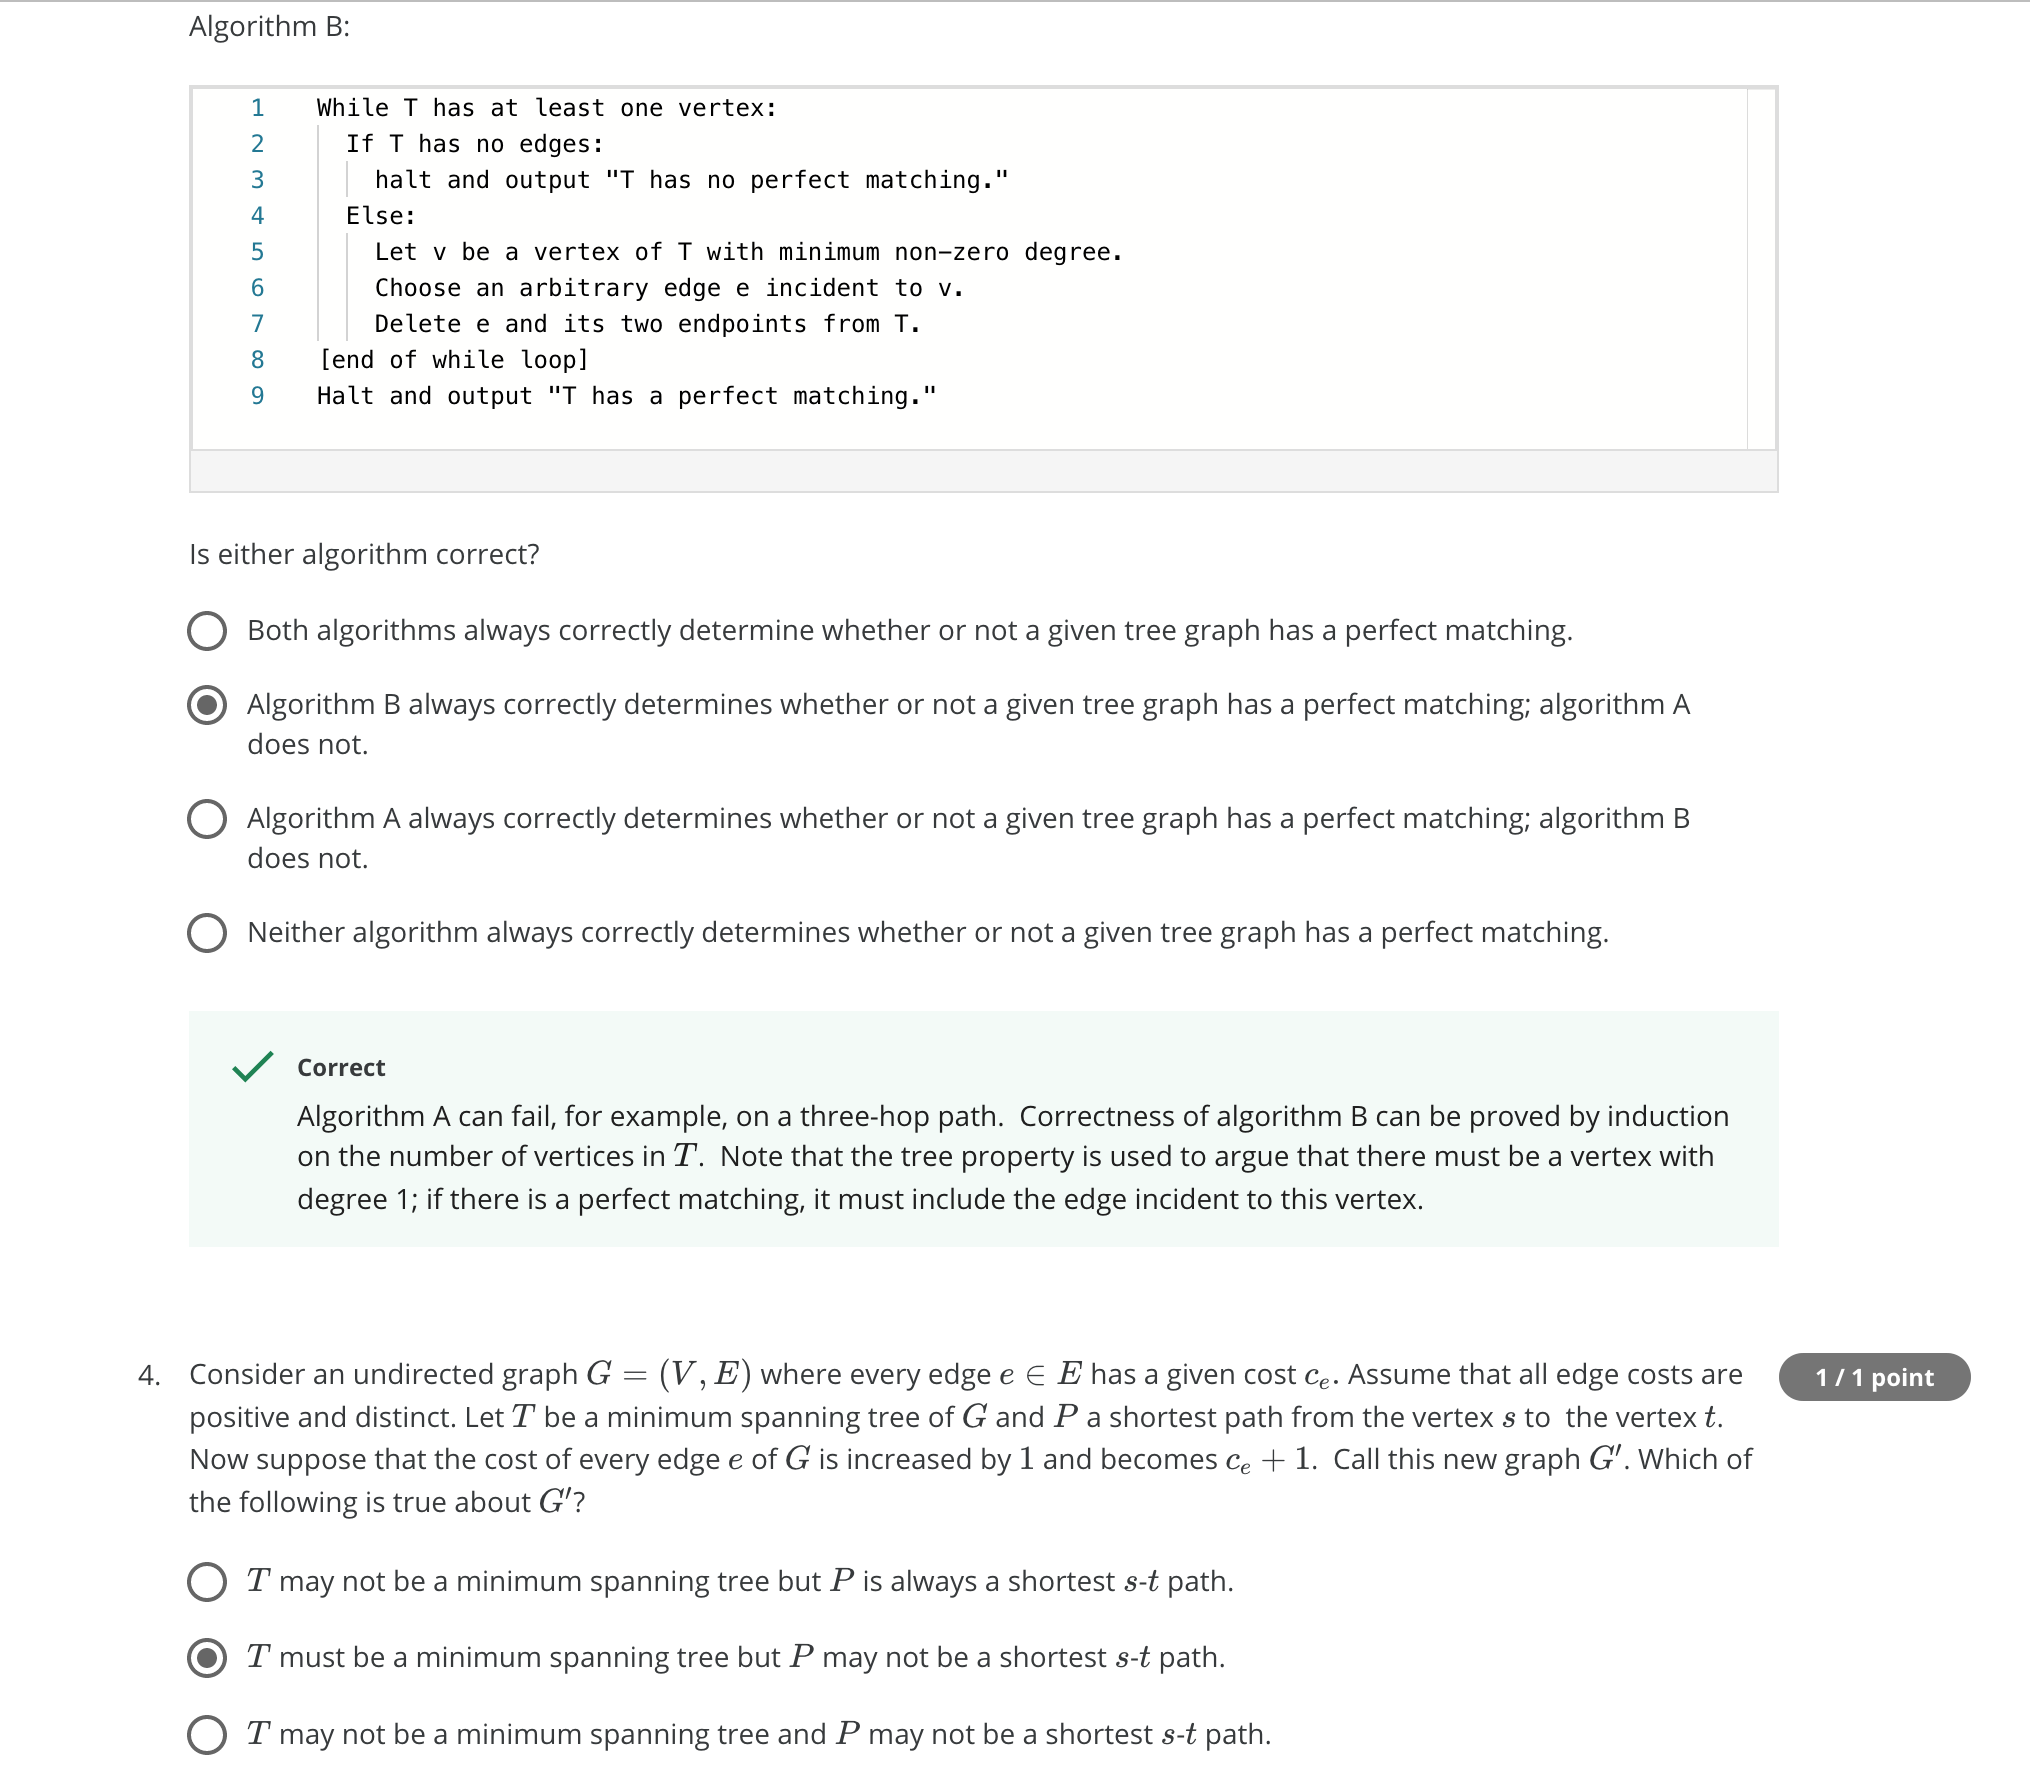 Algorithm B:
1 While T has at least one vertex:
2 If T has no edges:
3 halt and output "T has no perfect matching."
4 Else:
5 Let v be a vertex of T with minimum non-zero degree.
6 Choose an arbitrary edge e incident to v.
7 Delete e and its two endpoints from T.
8 [end of while loop]
9 Halt and output "T has a perfect matching."
Is either algorithm correct?
Both algorithms always correctly determine whether or not a given tree graph has a perfect matching.
Algorithm B always correctly determines whether or not a given tree graph has a perfect matching; algorithm A
does not.
Algorithm A always correctly determines whether or not a given tree graph has a perfect matching; algorithm B
does not.
Neither algorithm always correctly determines whether or not a given tree graph has a perfect matching.
Correct
Algorithm A can fail, for example, on a three-hop path. Correctness of algorithm B can be proved by induction
on the number of vertices in T. Note that the tree property is used to argue that there must be a vertex with
degree 1; if there is a perfect matching, it must include the edge incident to this vertex.
4. Consider an undirected graph G = (V, E) where every edge e ∈ E has a given cost cₑ. Assume that all edge costs are 1 / 1 point
positive and distinct. Let T be a minimum spanning tree of G and P a shortest path from the vertex s to the vertex t.
Now suppose that the cost of every edge e of G is increased by 1 and becomes cₑ + 1. Call this new graph G′. Which of
the following is true about G′?
T may not be a minimum spanning tree but P is always a shortest s-t path.
T must be a minimum spanning tree but P may not be a shortest s-t path.
T may not be a minimum spanning tree and P may not be a shortest s-t path.